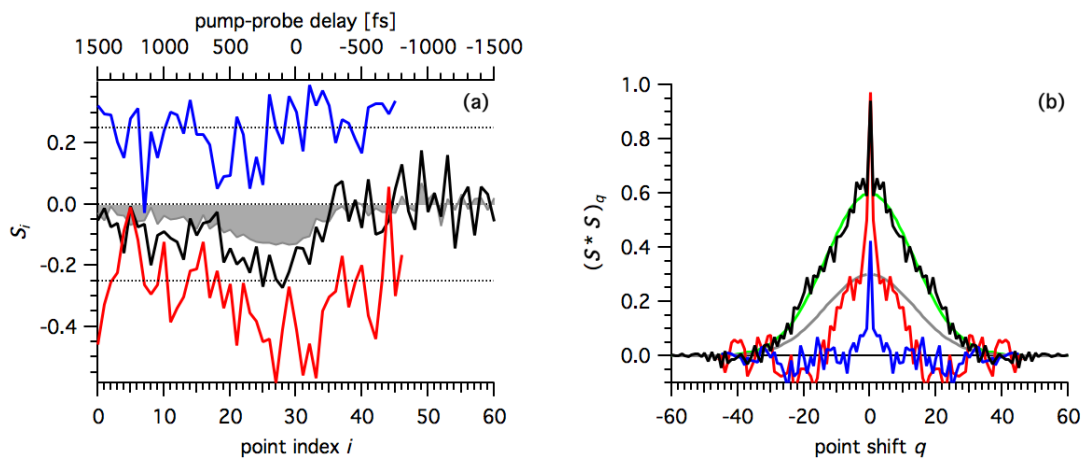 pump-probe delay [fs]
1500 1000 500 0 -500 -1000 -1500
(a)
0.2
0.0
-0.2
-0.4
S_i
0 10 20 30 40 50 60
point index i
(b)
1.0
0.8
0.6
0.4
0.2
0.0
(S* S)_q
-60 -40 -20 0 20 40 60
point shift q